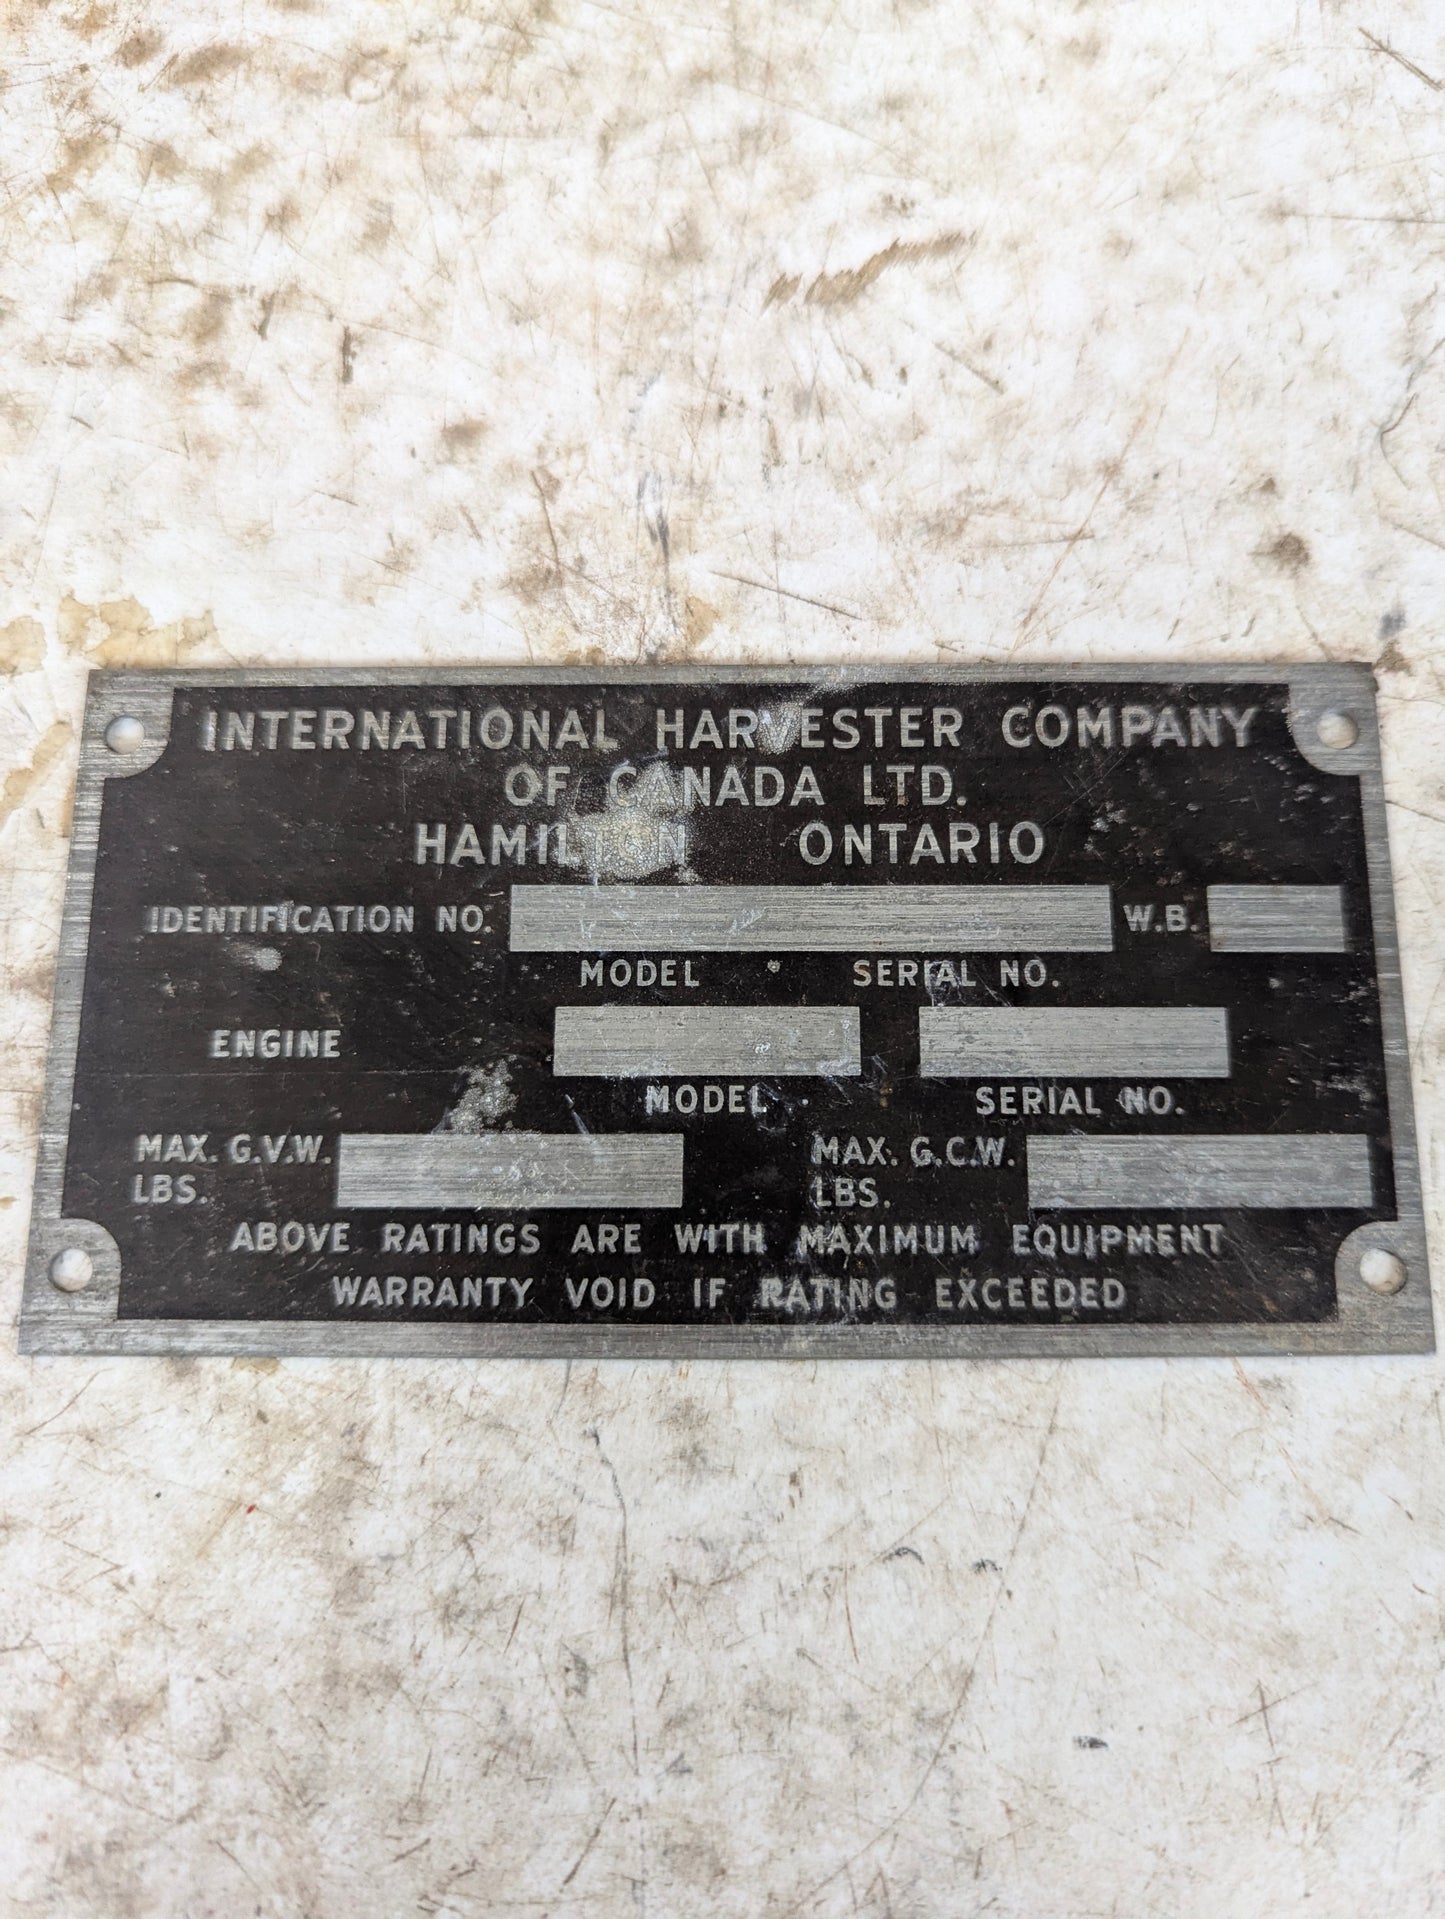 INTERNATIONAL HARVESTER COMPANY
OF CANADA LTD.
HAMILTON ONTARIO
IDENTIFICATION NO. W.B.
MODEL SERIAL NO.
ENGINE
MODEL SERIAL NO.
MAX. G.V.W. MAX. G.C.W.
LBS. LBS.
ABOVE RATINGS ARE WITH MAXIMUM EQUIPMENT
WARRANTY VOID IF RATING EXCEEDED